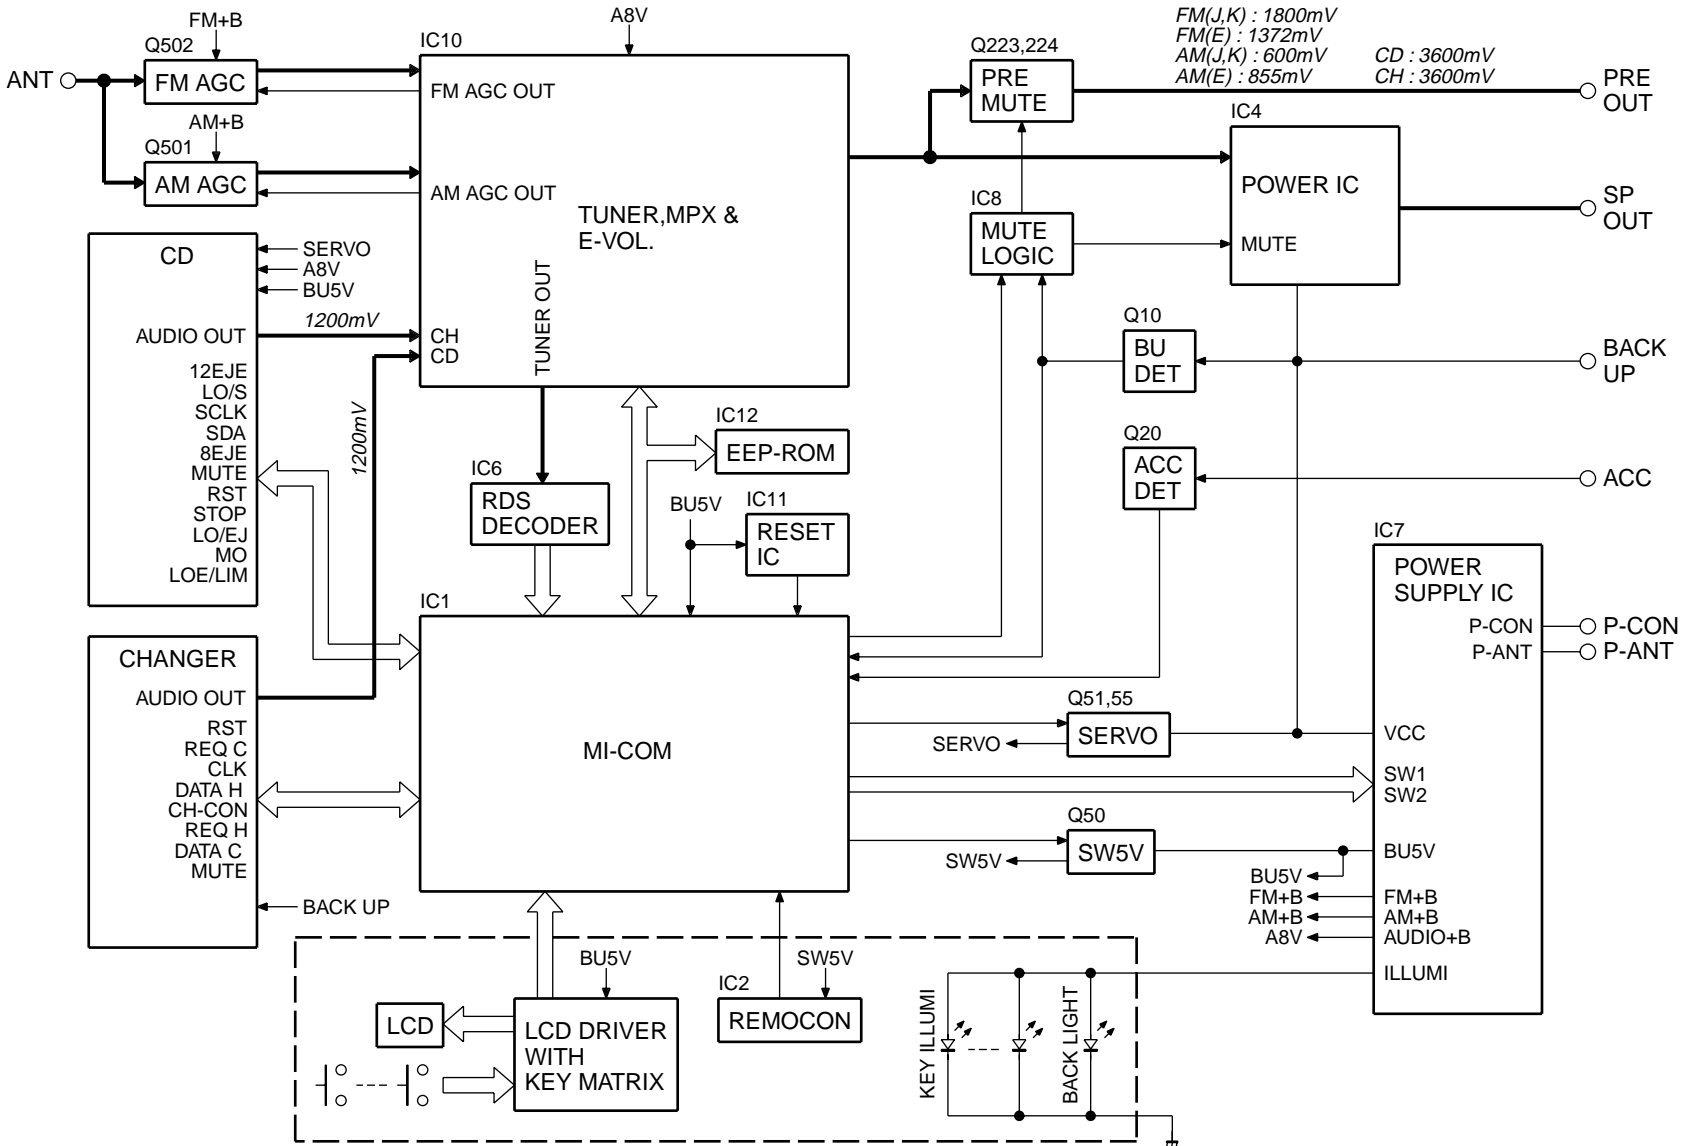 FM+B
Q502
ANT
FM AGC
AM+B
Q501
AM AGC
A8V
IC10
FM AGC OUT
AM AGC OUT
TUNER,MPX &
E-VOL.
TUNER OUT
CH
CD
Q223,224
PRE
MUTE
FM(J,K) : 1800mV
FM(E) : 1372mV
AM(J,K) : 600mV
AM(E) : 855mV
CD : 3600mV
CH : 3600mV
PRE
OUT
IC4
POWER IC
MUTE
SP
OUT
IC8
MUTE
LOGIC
CD
SERVO
A8V
BU5V
AUDIO OUT
1200mV
12EJE
LO/S
SCLK
SDA
8EJE
MUTE
RST
STOP
LO/EJ
MO
LOE/LIM
1200mV
Q10
BU
DET
BACK
UP
Q20
ACC
DET
ACC
IC12
EEP-ROM
IC6
RDS
DECODER
BU5V
IC11
RESET
IC
IC7
POWER
SUPPLY IC
P-CON
P-ANT
P-CON
P-ANT
VCC
SW1
SW2
BU5V
FM+B
AM+B
AUDIO+B
ILLUMI
IC1
MI-COM
CHANGER
AUDIO OUT
RST
REQ C
CLK
DATA H
CH-CON
REQ H
DATA C
MUTE
BACK UP
Q51,55
SERVO
SERVO
Q50
SW5V
SW5V
BU5V
FM+B
AM+B
A8V
BU5V
LCD
LCD DRIVER
WITH
KEY MATRIX
SW5V
IC2
REMOCON
KEY ILLUMI
BACK LIGHT